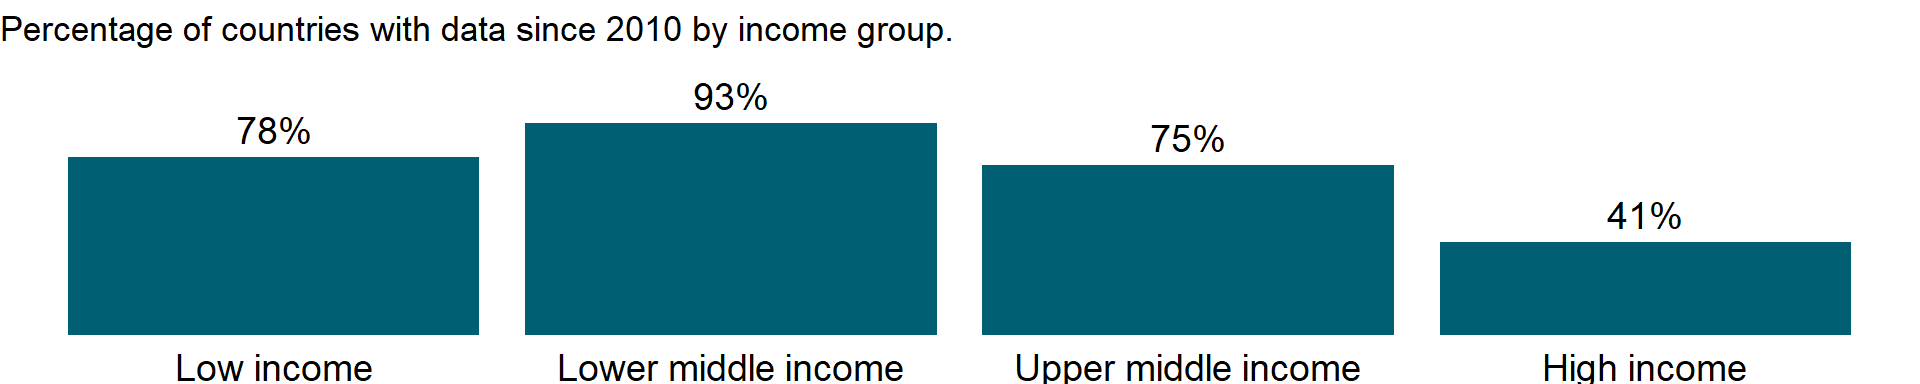 Percentage of countries with data since 2010 by income group.
78%
93%
75%
41%
Low income
Lower middle income
Upper middle income
High income